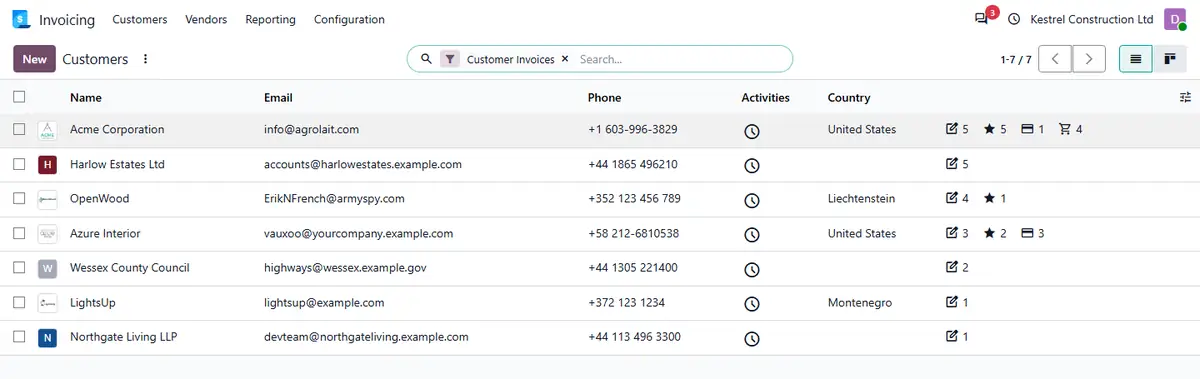 Invoicing Customers Vendors Reporting Configuration 3 Kestrel Construction Ltd D
New Customers Customer Invoices × Search... 1-7 / 7
Name Email Phone Activities Country
ACME Acme Corporation info@agrolait.com +1 603-996-3829 United States 5 5 1 4
H Harlow Estates Ltd accounts@harlowestates.example.com +44 1865 496210 5
OpenWood ErikNFrench@armyspy.com +352 123 456 789 Liechtenstein 4 1
Azure Interior vauxoo@yourcompany.example.com +58 212-6810538 United States 3 2 3
W Wessex County Council highways@wessex.example.gov +44 1305 221400 2
LightsUp lightsup@example.com +372 123 1234 Montenegro 1
N Northgate Living LLP devteam@northgateliving.example.com +44 113 496 3300 1